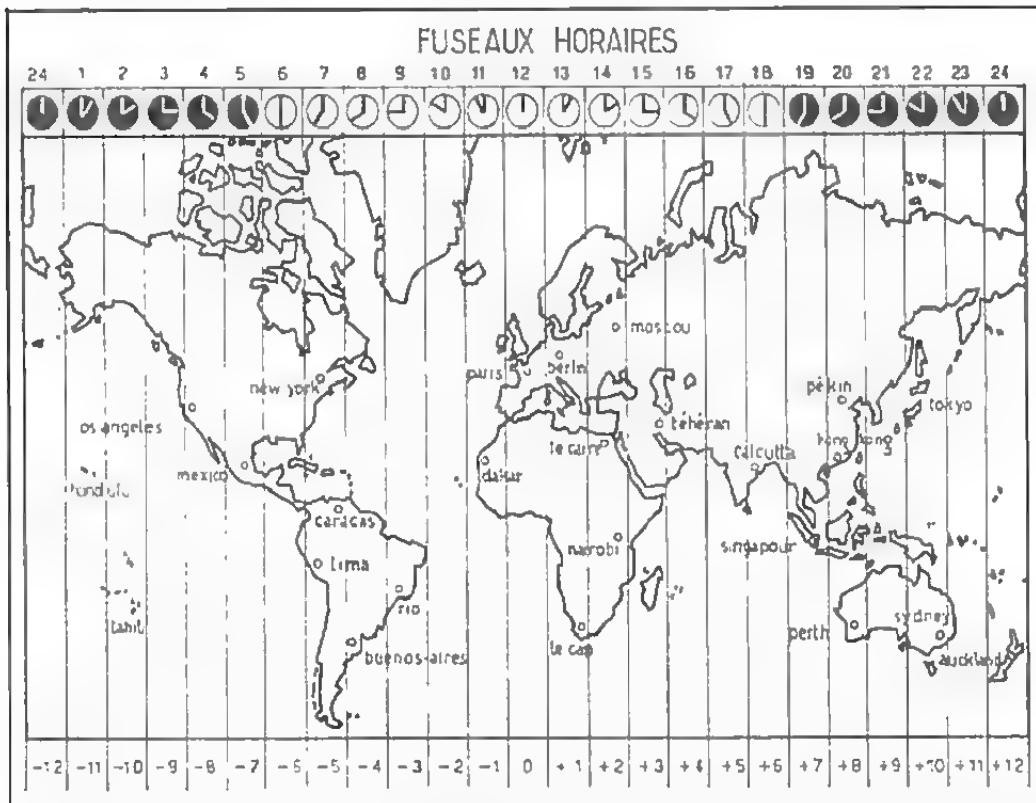 FUSEAUX HORAIRES
24 1 2 3 4 5 6 7 8 9 10 11 12 13 14 15 16 17 18 19 20 21 22 23 24
moscou
berlin
paris
new york
pékin
tokyo
los angeles
téhéran
hong kong
le caire
calcutta
mexico
dakar
honolulu
caracas
nairobi
singapour
lima
rio
tahiti
sydney
perth
le cap
buenos-aires
auckland
-12 -11 -10 -9 -8 -7 -6 -5 -4 -3 -2 -1 0 +1 +2 +3 +4 +5 +6 +7 +8 +9 +10 +11 +12